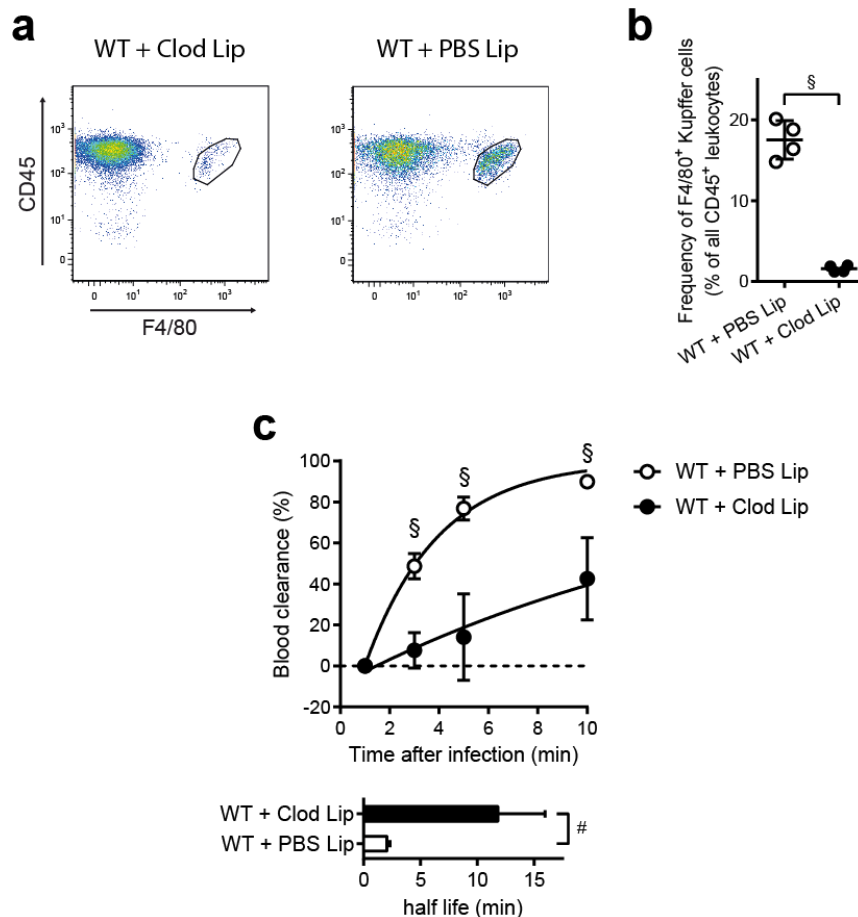 a
WT + Clod Lip
WT + PBS Lip
CD45
10³
10²
10¹
0
0
10¹
10²
10³
10³
10²
10¹
0
0
10¹
10²
10³
F4/80
b
Frequency of F4/80⁺ Kupffer cells
(% of all CD45⁺ leukocytes)
20
10
0
§
WT + PBS Lip
WT + Clod Lip
c
Blood clearance (%)
100
80
60
40
20
0
-20
§
§
§
0
2
4
6
8
10
Time after infection (min)
WT + PBS Lip
WT + Clod Lip
WT + Clod Lip
WT + PBS Lip
#
0
5
10
15
half life (min)